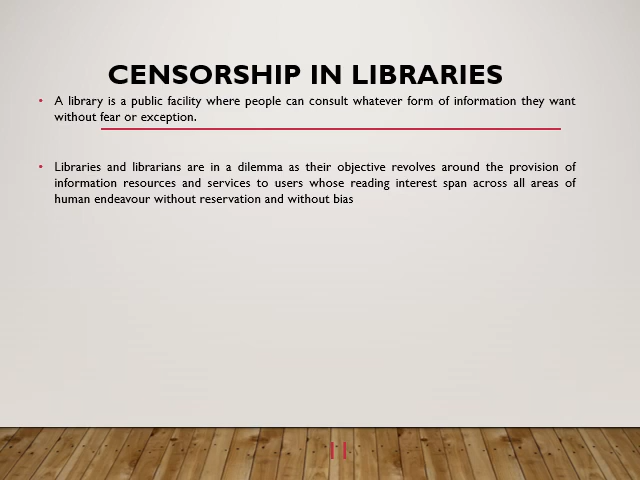 CENSORSHIP IN LIBRARIES
• A library is a public facility where people can consult whatever form of information they want
without fear or exception.
• Libraries and librarians are in a dilemma as their objective revolves around the provision of
information resources and services to users whose reading interest span across all areas of
human endeavour without reservation and without bias
11